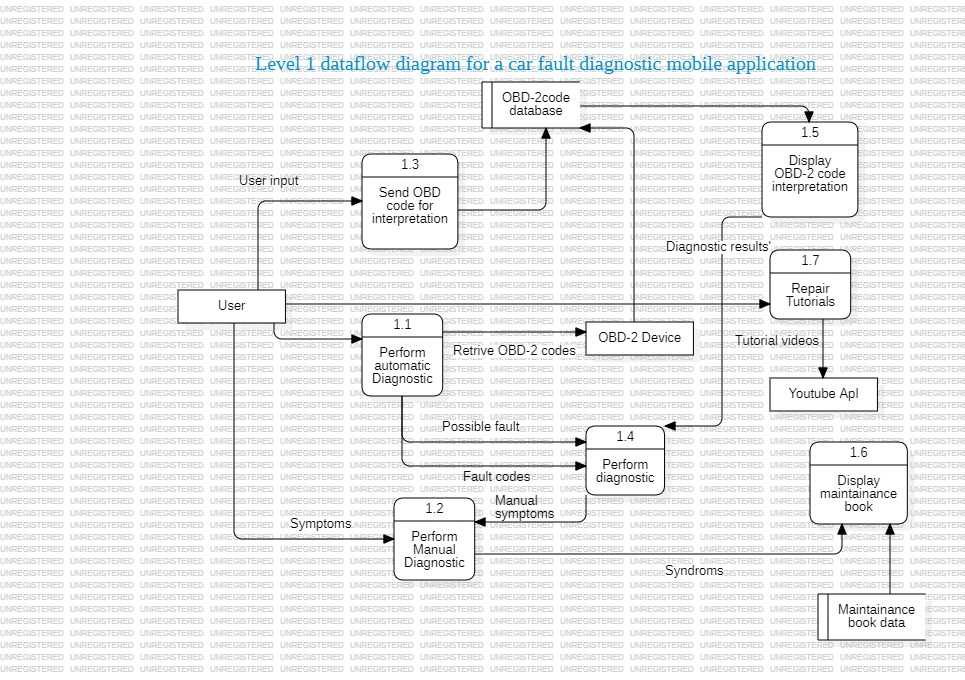 Level 1 dataflow diagram for a car fault diagnostic mobile application
OBD-2code
database
1.5
Display
OBD-2 code
interpretation
1.3
Send OBD
code for
interpretation
User input
Diagnostic results'
1.7
Repair
Tutorials
User
1.1
Perform
automatic
Diagnostic
Retrive OBD-2 codes
OBD-2 Device
Tutorial videos
Youtube ApI
Possible fault
1.4
Perform
diagnostic
Fault codes
1.6
Display
maintainance
book
Manual
symptoms
1.2
Perform
Manual
Diagnostic
Symptoms
Syndroms
Maintainance
book data